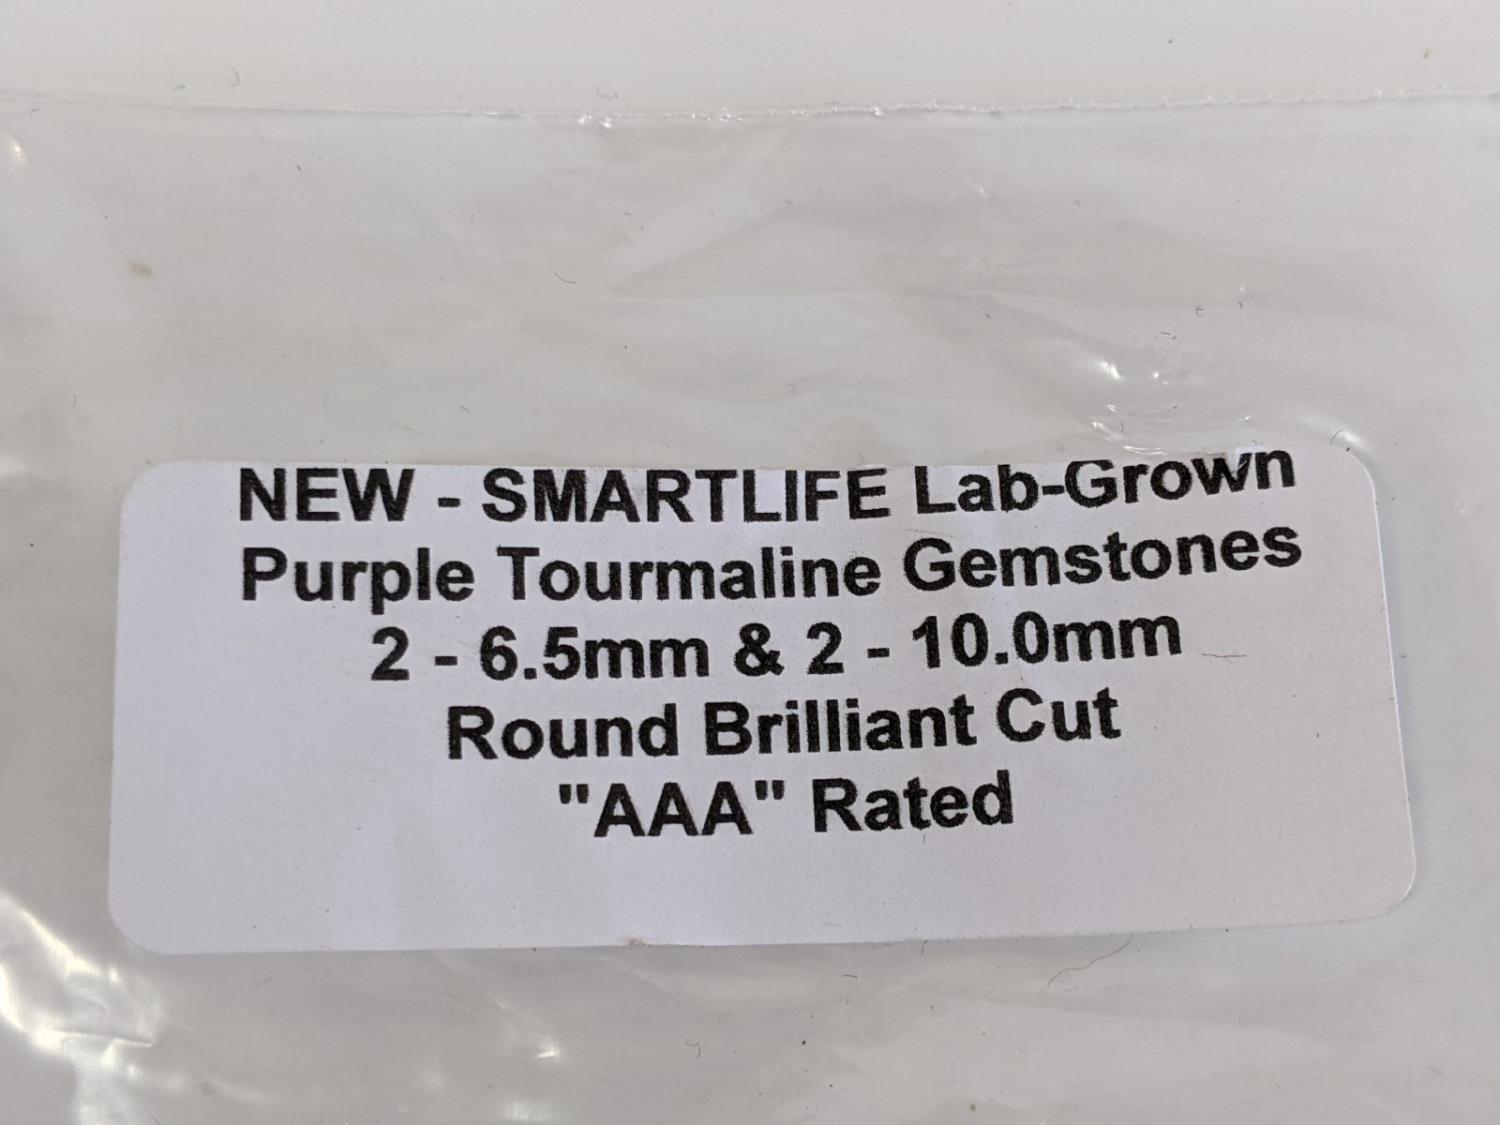 NEW - SMARTLIFE Lab-Grown
Purple Tourmaline Gemstones
2 - 6.5mm & 2 - 10.0mm
Round Brilliant Cut
"AAA" Rated